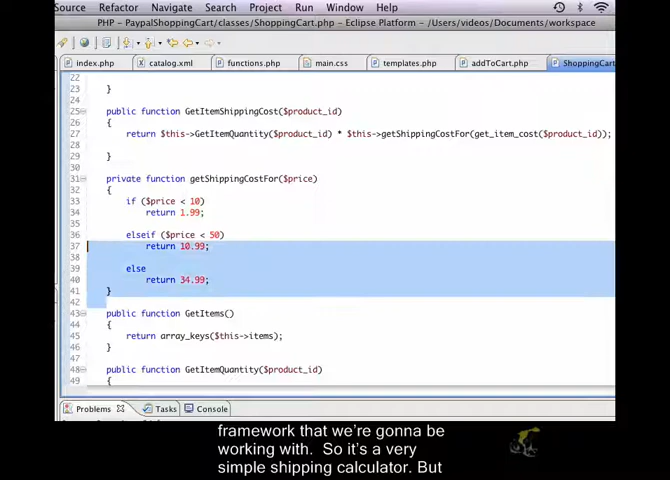 Source Refactor Navigate Search Project Run Window Help
PHP - PaypalShoppingCart/classes/ShoppingCart.php - Eclipse Platform - /Users/videos/Documents/workspace
index.php catalog.xml functions.php main.css templates.php addToCart.php ShoppingCart
22
23 }
24
25 public function GetItemShippingCost($product_id)
26 {
27 return $this->GetItemQuantity($product_id) * $this->getShippingCostFor(get_item_cost($product_id));
28
29 }
30
31 private function getShippingCostFor($price)
32 {
33 if ($price < 10)
34 return 1.99;
35
36 elseif ($price < 50)
37 return 10.99;
38
39 else
40 return 34.99;
41 }
42
43 public function GetItems()
44 {
45 return array_keys($this->items);
46 }
47
48 public function GetItemQuantity($product_id)
49 {
Problems Tasks Console
framework that we're gonna be
working with. So it's a very
simple shipping calculator. But